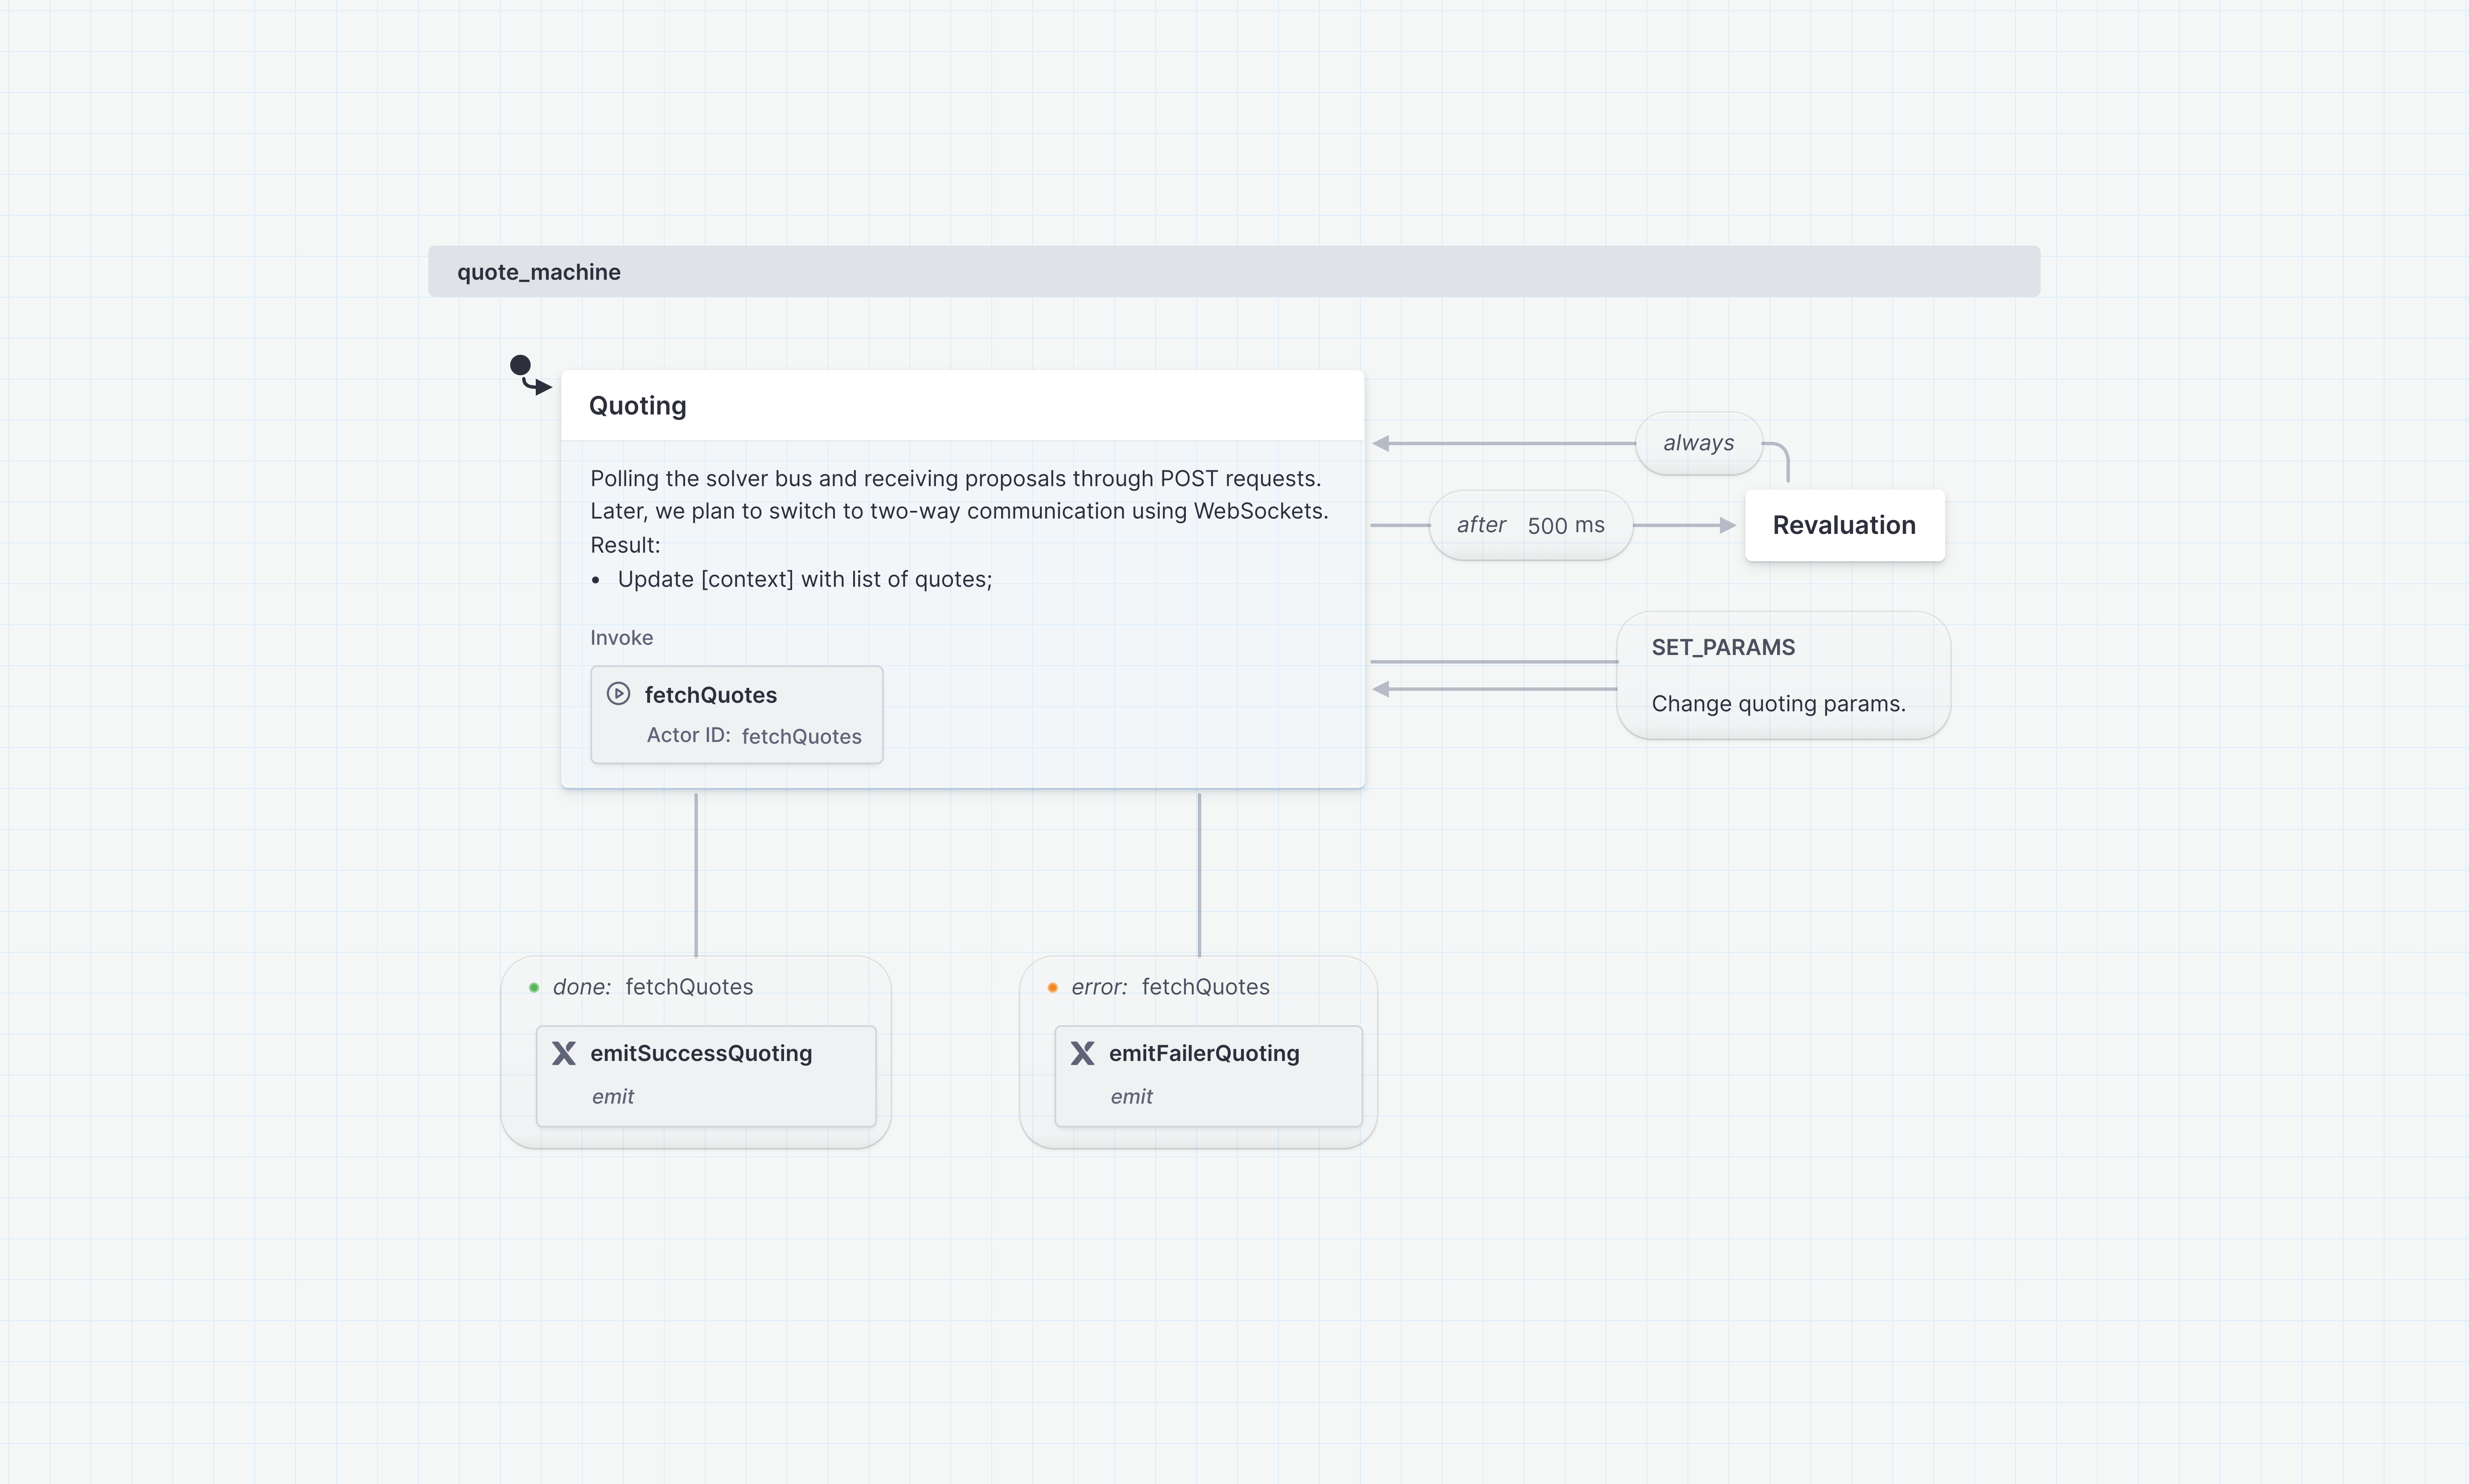 quote_machine
Quoting
Polling the solver bus and receiving proposals through POST requests.
Later, we plan to switch to two-way communication using WebSockets.
Result:
• Update [context] with list of quotes;
Invoke
fetchQuotes
Actor ID: fetchQuotes
always
after 500 ms
Revaluation
SET_PARAMS
Change quoting params.
done: fetchQuotes
emitSuccessQuoting
emit
error: fetchQuotes
emitFailerQuoting
emit